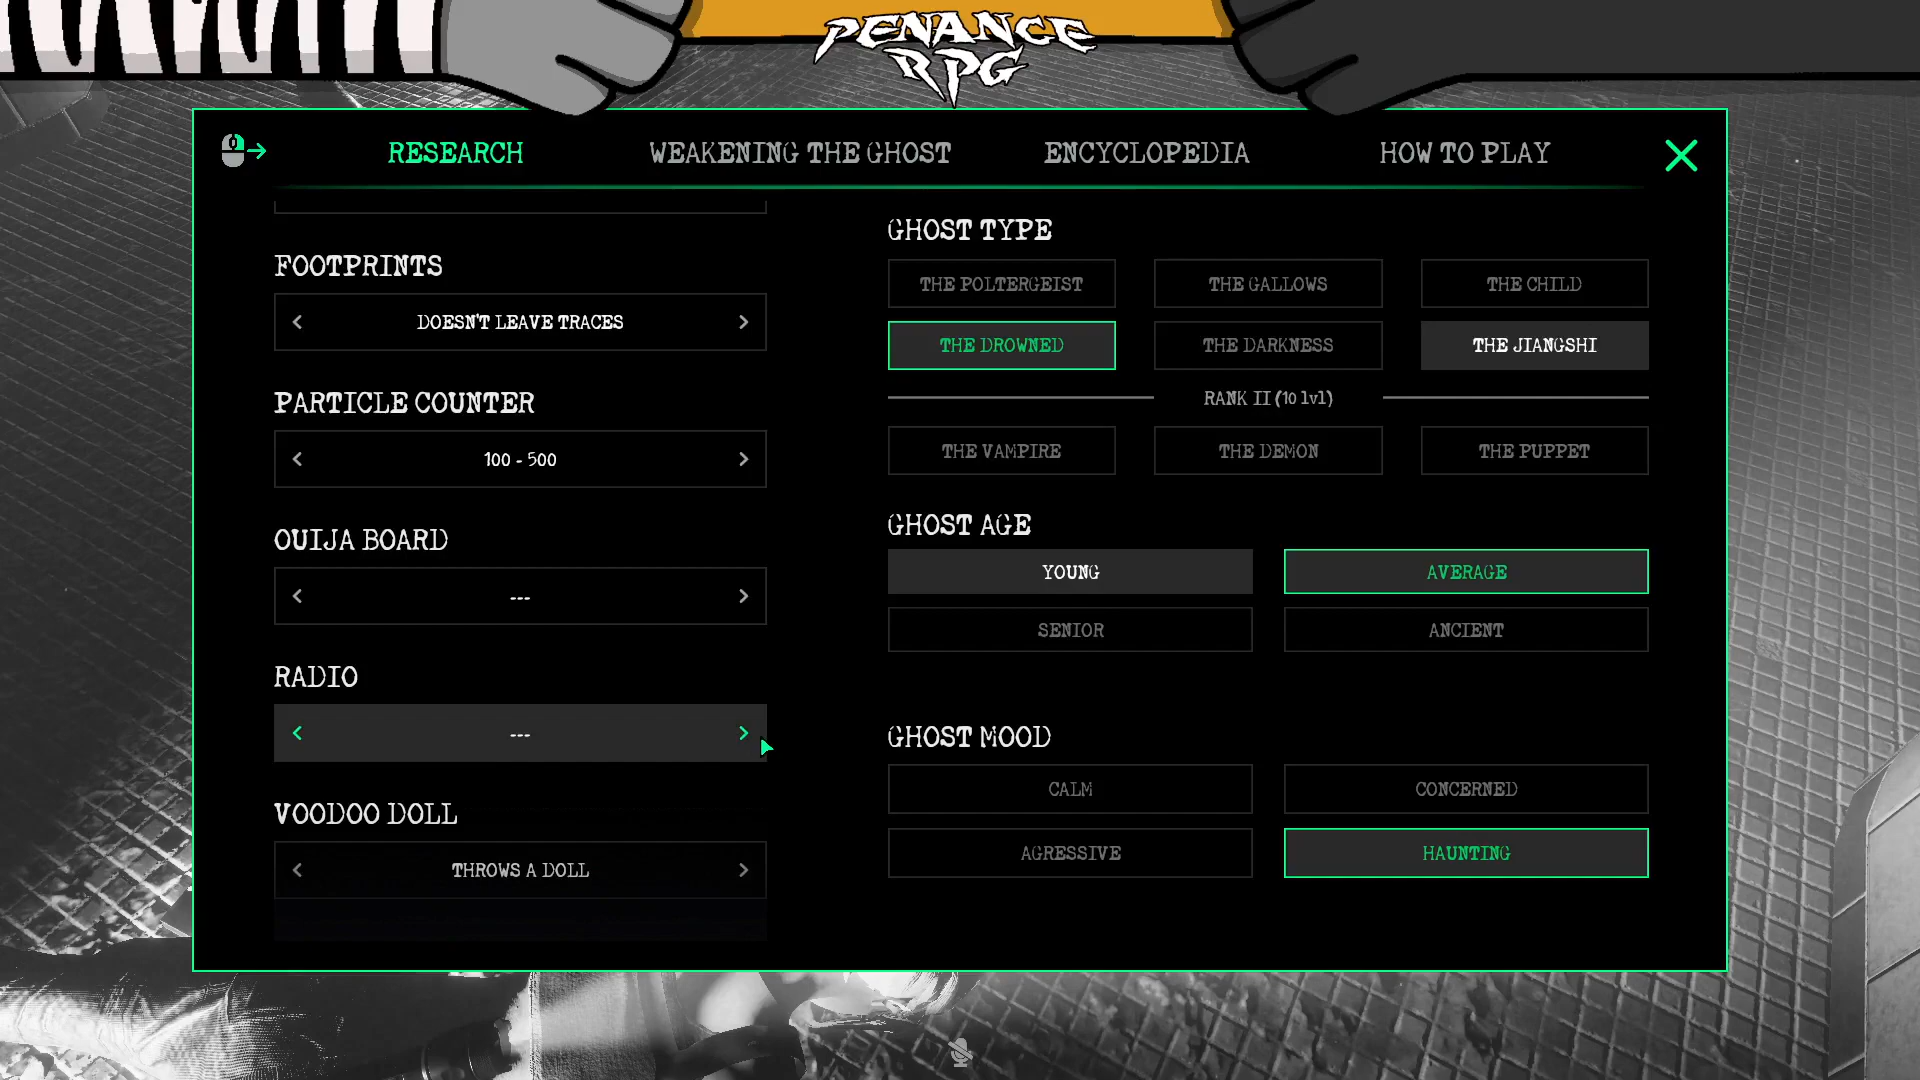 PENANCE
RPG
RESEARCH
WEAKENING THE GHOST
ENCYCLOPEDIA
HOW TO PLAY
FOOTPRINTS
DOESN'T LEAVE TRACES
PARTICLE COUNTER
100 - 500
OUIJA BOARD
---
RADIO
---
VOODOO DOLL
THROWS A DOLL
GHOST TYPE
THE POLTERGEIST
THE GALLOWS
THE CHILD
THE DROWNED
THE DARKNESS
THE JIANGSHI
RANK II (10 lvl)
THE VAMPIRE
THE DEMON
THE PUPPET
GHOST AGE
YOUNG
AVERAGE
SENIOR
ANCIENT
GHOST MOOD
CALM
CONCERNED
AGRESSIVE
HAUNTING